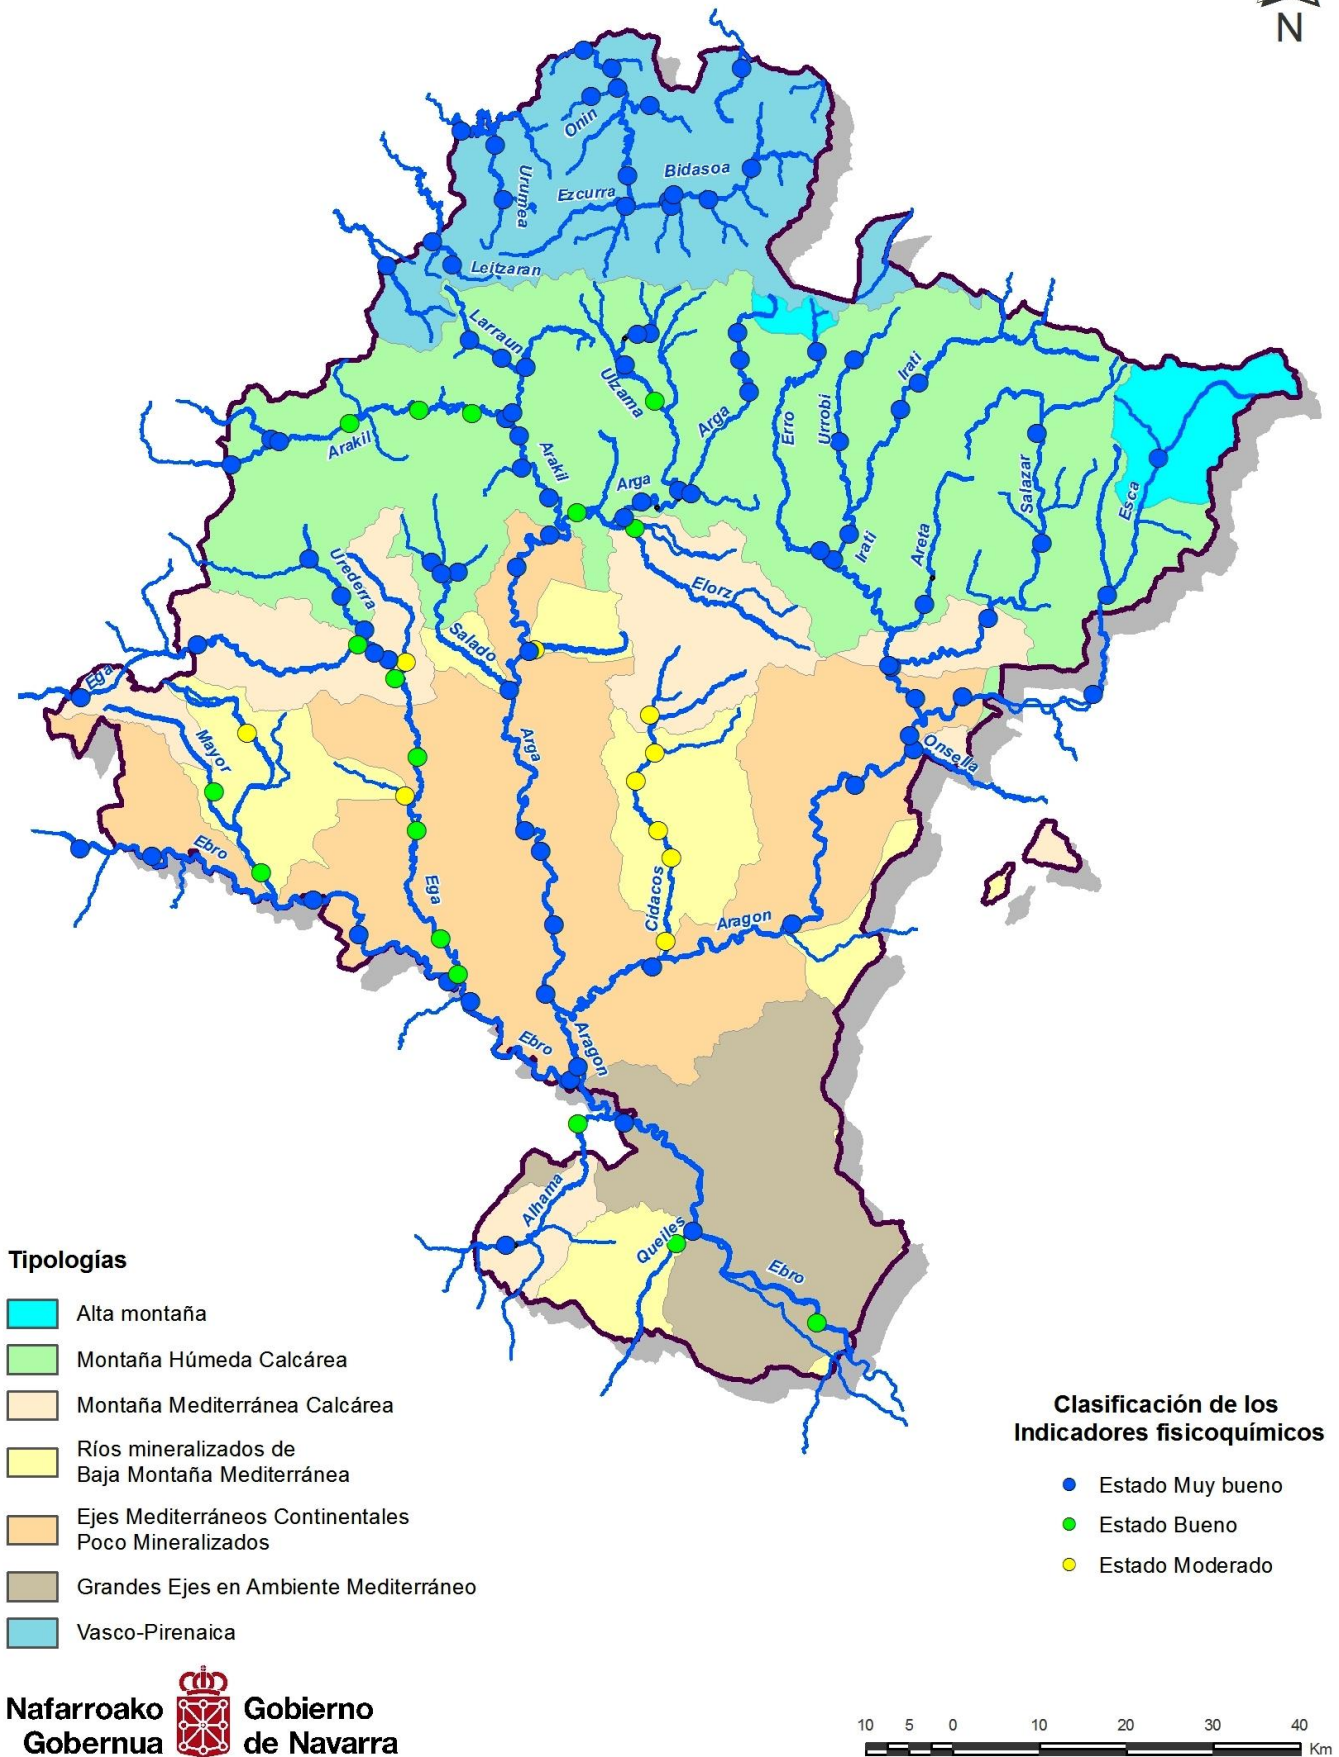 N
Onin
Bidasoa
Urumea
Ezcurra
Leitzaran
Larraun
Ulzama
Irati
Arga
Erro
Urrobi
Arakil
Arakil
Salazar
Esca
Arga
Areta
Irati
Urederra
Elorz
Salado
Ega
Mayor
Arga
Onsella
Ebro
Ega
Cidacos
Aragon
Ebro
Aragon
Alhama
Queiles
Ebro
Tipologías
Alta montaña
Montaña Húmeda Calcárea
Montaña Mediterránea Calcárea
Ríos mineralizados de
Baja Montaña Mediterránea
Ejes Mediterráneos Continentales
Poco Mineralizados
Grandes Ejes en Ambiente Mediterráneo
Vasco-Pirenaica
Clasificación de los
Indicadores fisicoquímicos
Estado Muy bueno
Estado Bueno
Estado Moderado
Nafarroako
Gobernua
Gobierno
de Navarra
10 5 0 10 20 30 40
Km